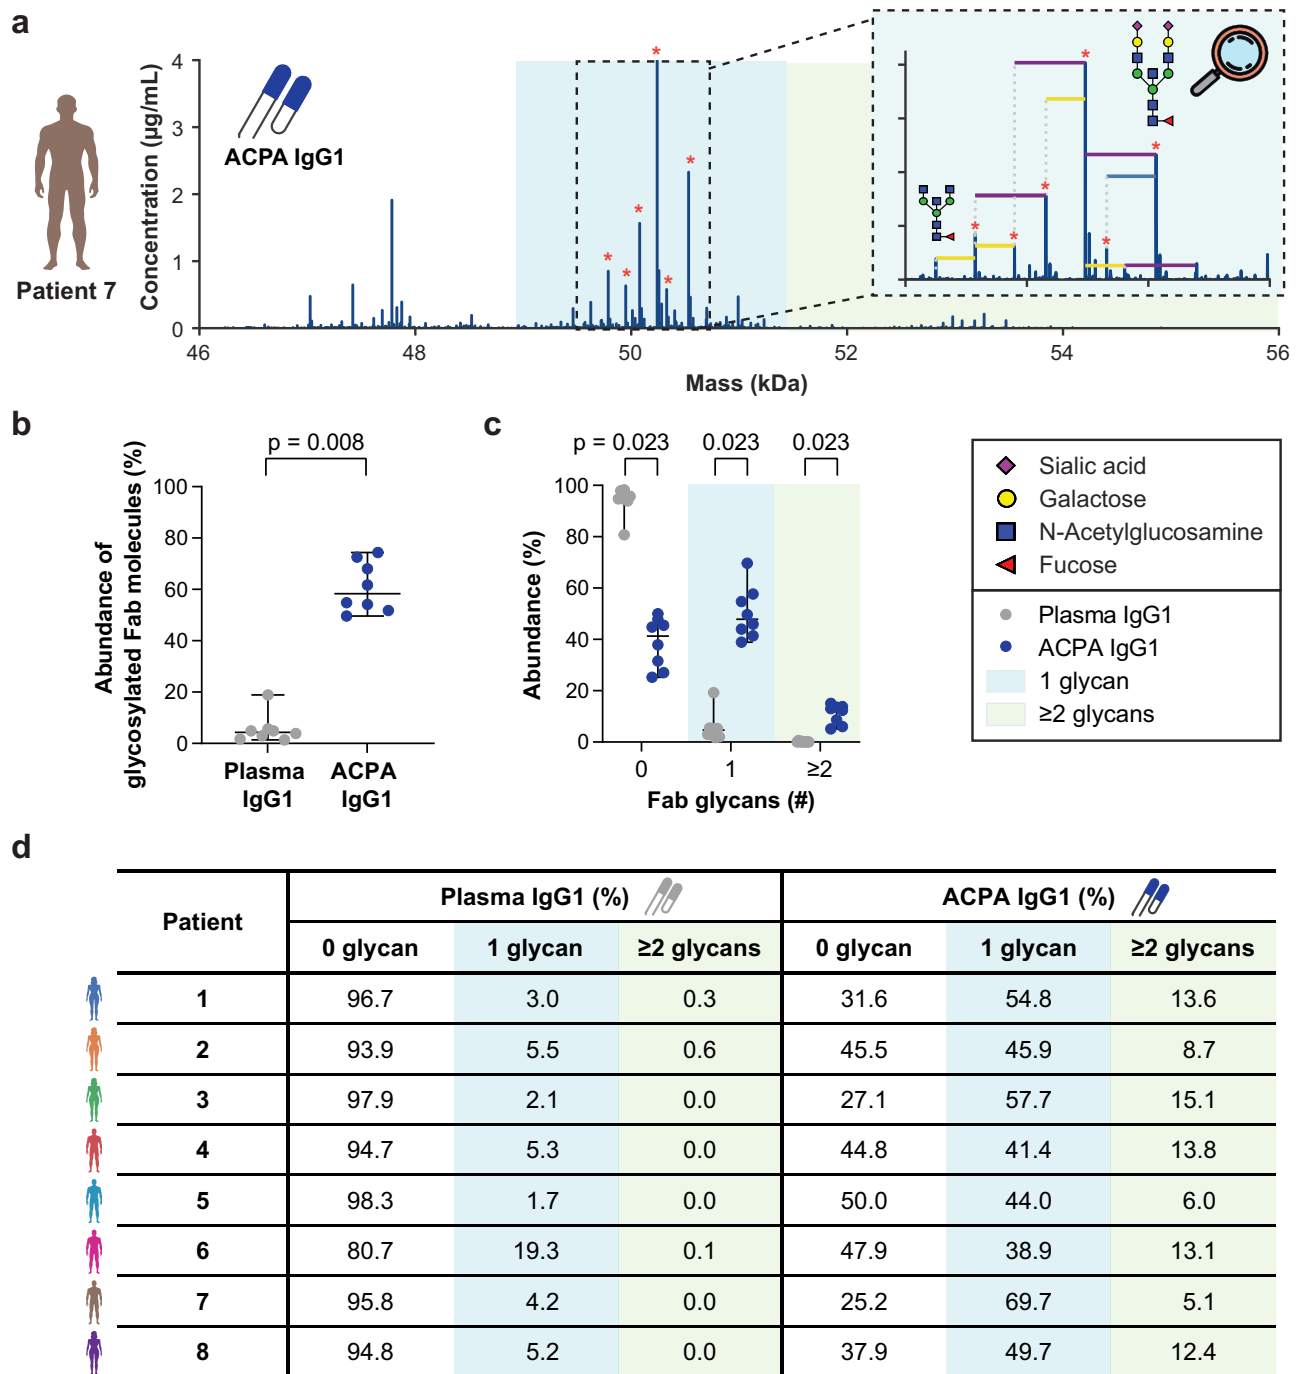 a
Concentration (µg/mL)
4
3
2
1
0
ACPA IgG1
Patient 7
46
48
50
52
54
56
Mass (kDa)
*
*
*
*
*
*
*
*
*
*
*
*
*
*
b
p = 0.008
Abundance of
glycosylated Fab molecules (%)
100
80
60
40
20
0
Plasma
IgG1
ACPA
IgG1
c
p = 0.023
0.023
0.023
Abundance (%)
100
80
60
40
20
0
0
1
≥2
Fab glycans (#)
Sialic acid
Galactose
N-Acetylglucosamine
Fucose
Plasma IgG1
ACPA IgG1
1 glycan
≥2 glycans
d
Patient
Plasma IgG1 (%)
ACPA IgG1 (%)
0 glycan 1 glycan ≥2 glycans 0 glycan 1 glycan ≥2 glycans
1 96.7 3.0 0.3 31.6 54.8 13.6
2 93.9 5.5 0.6 45.5 45.9 8.7
3 97.9 2.1 0.0 27.1 57.7 15.1
4 94.7 5.3 0.0 44.8 41.4 13.8
5 98.3 1.7 0.0 50.0 44.0 6.0
6 80.7 19.3 0.1 47.9 38.9 13.1
7 95.8 4.2 0.0 25.2 69.7 5.1
8 94.8 5.2 0.0 37.9 49.7 12.4